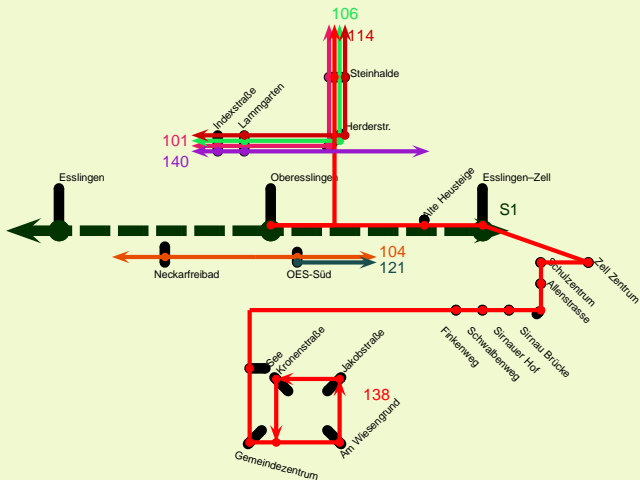 106
114
Steinhalde
Indexstraße
Lammgarten
Herderstr.
101
140
Esslingen
Oberesslingen
Esslingen–Zell
Alte Heusteige
S1
104
121
Neckarfreibad
OES-Süd
Schulzentrum
Zell Zentrum
Allenstrasse
Finkenweg
Schwalbenweg
Sirnauer Hof
Sirnau Brücke
See
Kronenstraße
Jakobstraße
138
Gemeindezentrum
Am Wiesengrund